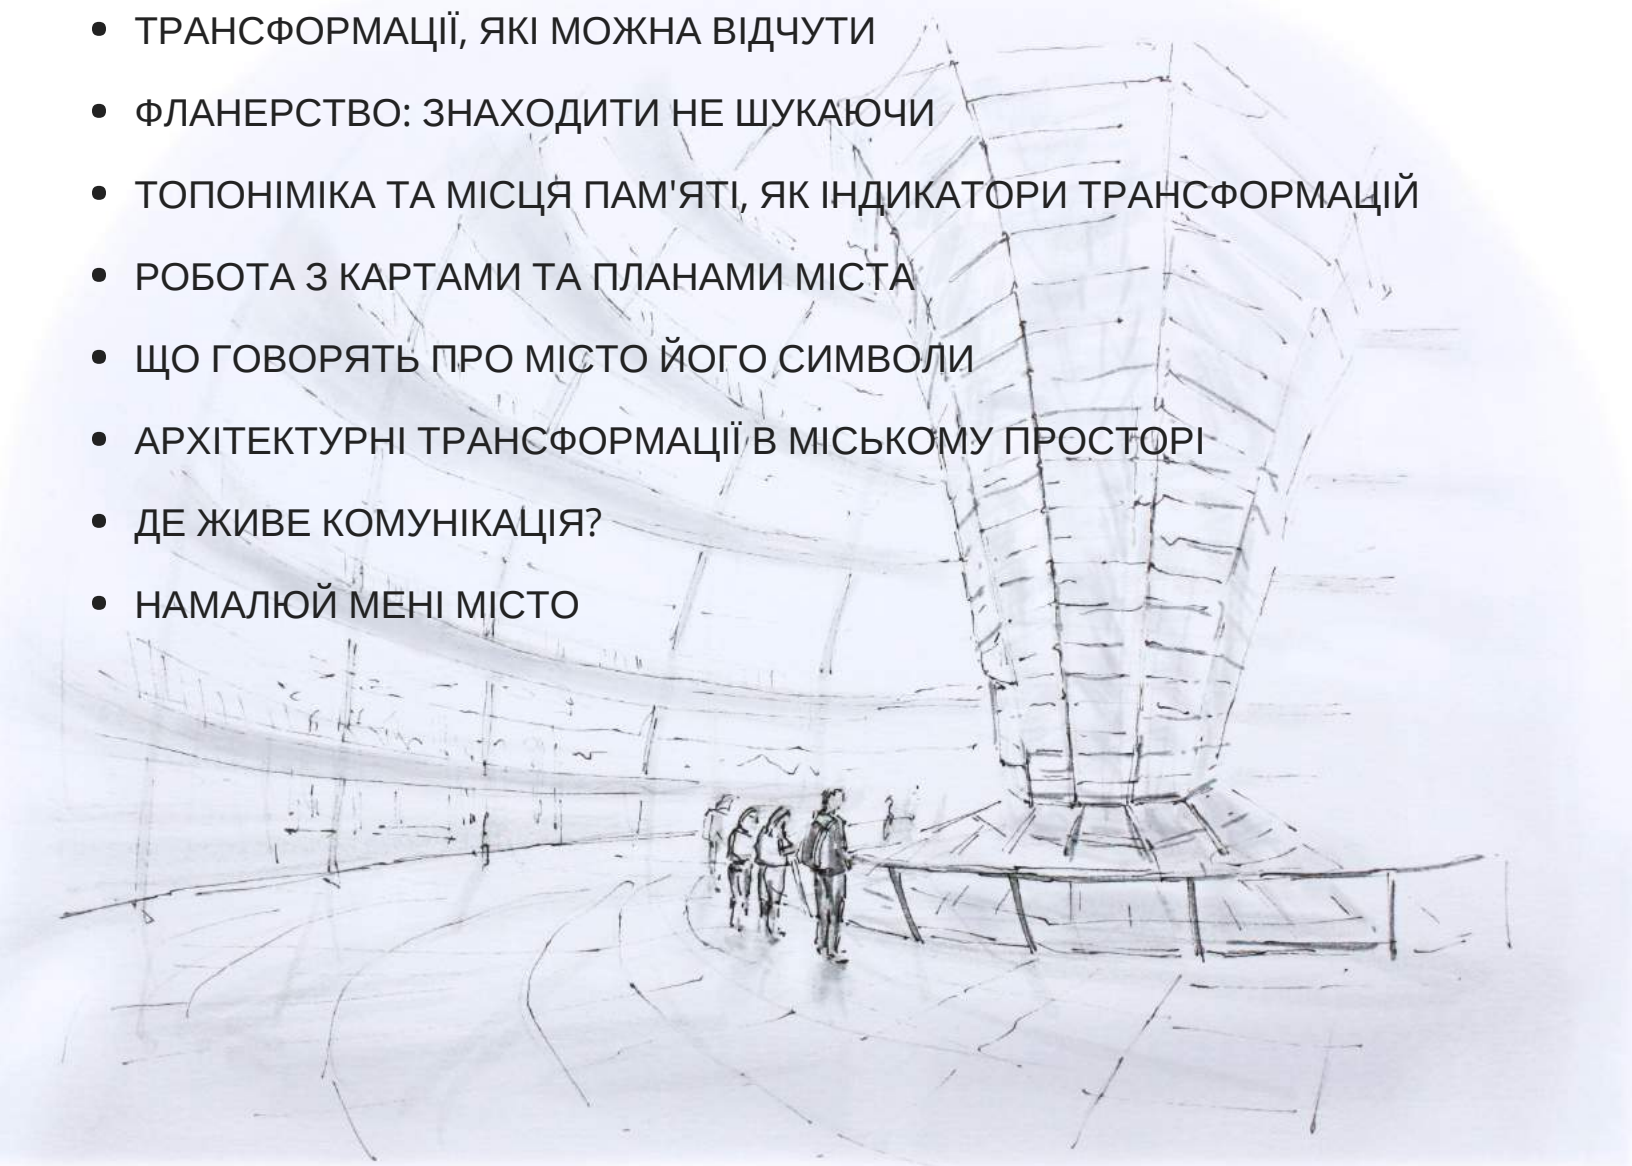 • ТРАНСФОРМАЦІЇ, ЯКІ МОЖНА ВІДЧУТИ
• ФЛАНЕРСТВО: ЗНАХОДИТИ НЕ ШУКАЮЧИ
• ТОПОНІМІКА ТА МІСЦЯ ПАМ'ЯТІ, ЯК ІНДИКАТОРИ ТРАНСФОРМАЦІЙ
• РОБОТА З КАРТАМИ ТА ПЛАНАМИ МІСТА
• ЩО ГОВОРЯТЬ ПРО МІСТО ЙОГО СИМВОЛИ
• АРХІТЕКТУРНІ ТРАНСФОРМАЦІЇ В МІСЬКОМУ ПРОСТОРІ
• ДЕ ЖИВЕ КОМУНІКАЦІЯ?
• НАМАЛЮЙ МЕНІ МІСТО